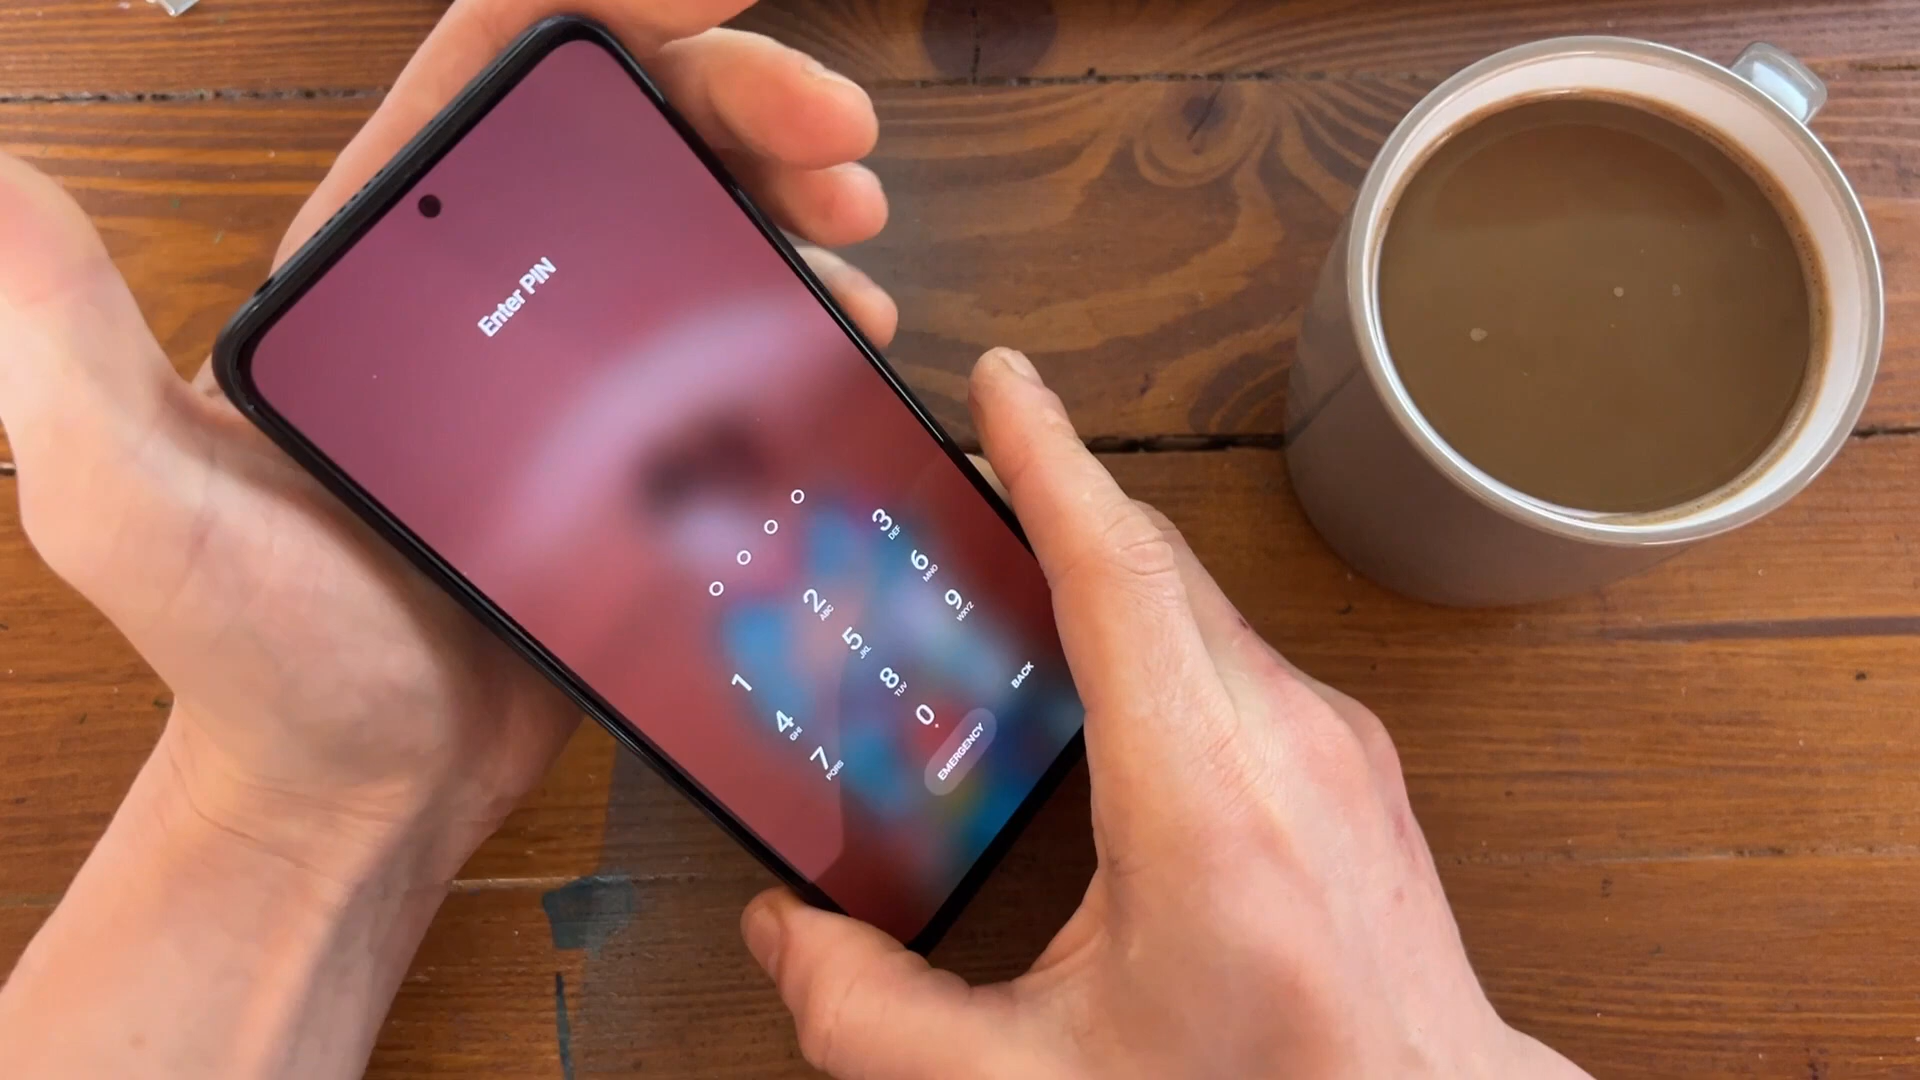 Enter PIN
1
2 ABC
3 DEF
4 GHI
5 JKL
6 MNO
7 PQRS
8 TUV
9 WXYZ
0
BACK
EMERGENCY